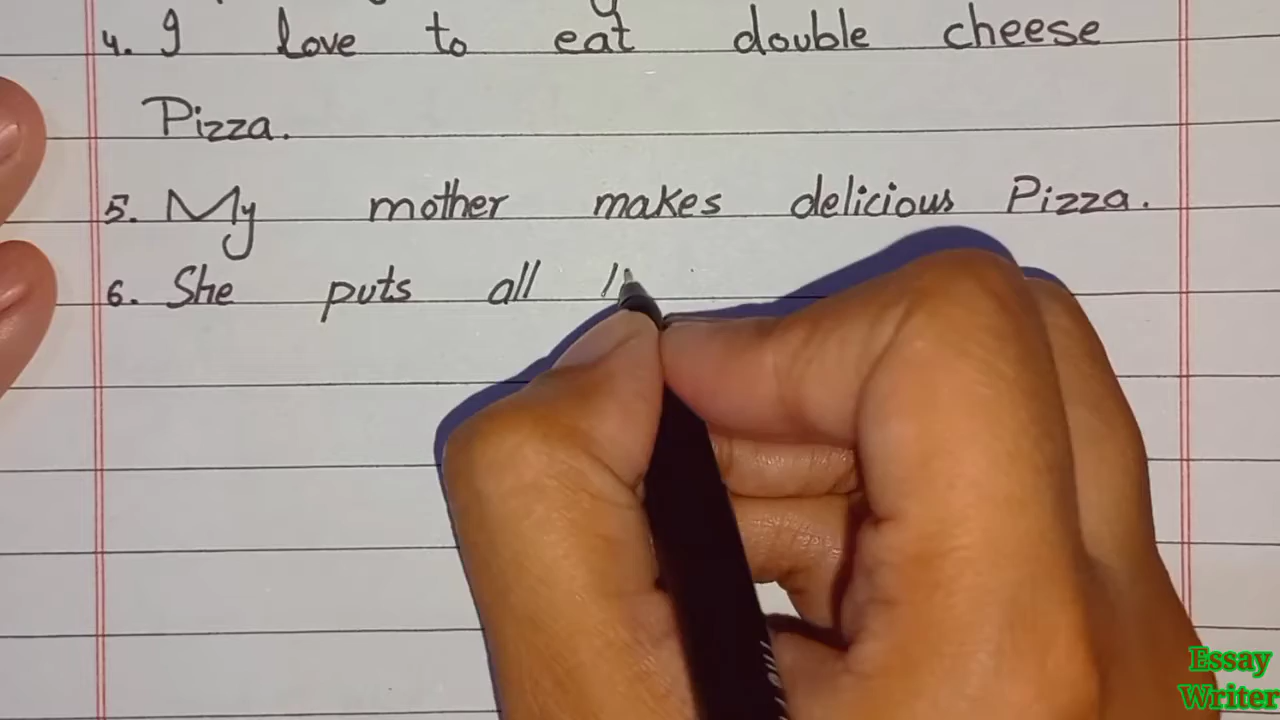 4. I love to eat double cheese
Pizza.
5. My mother makes delicious Pizza.
6. She puts all
Essay
Writer